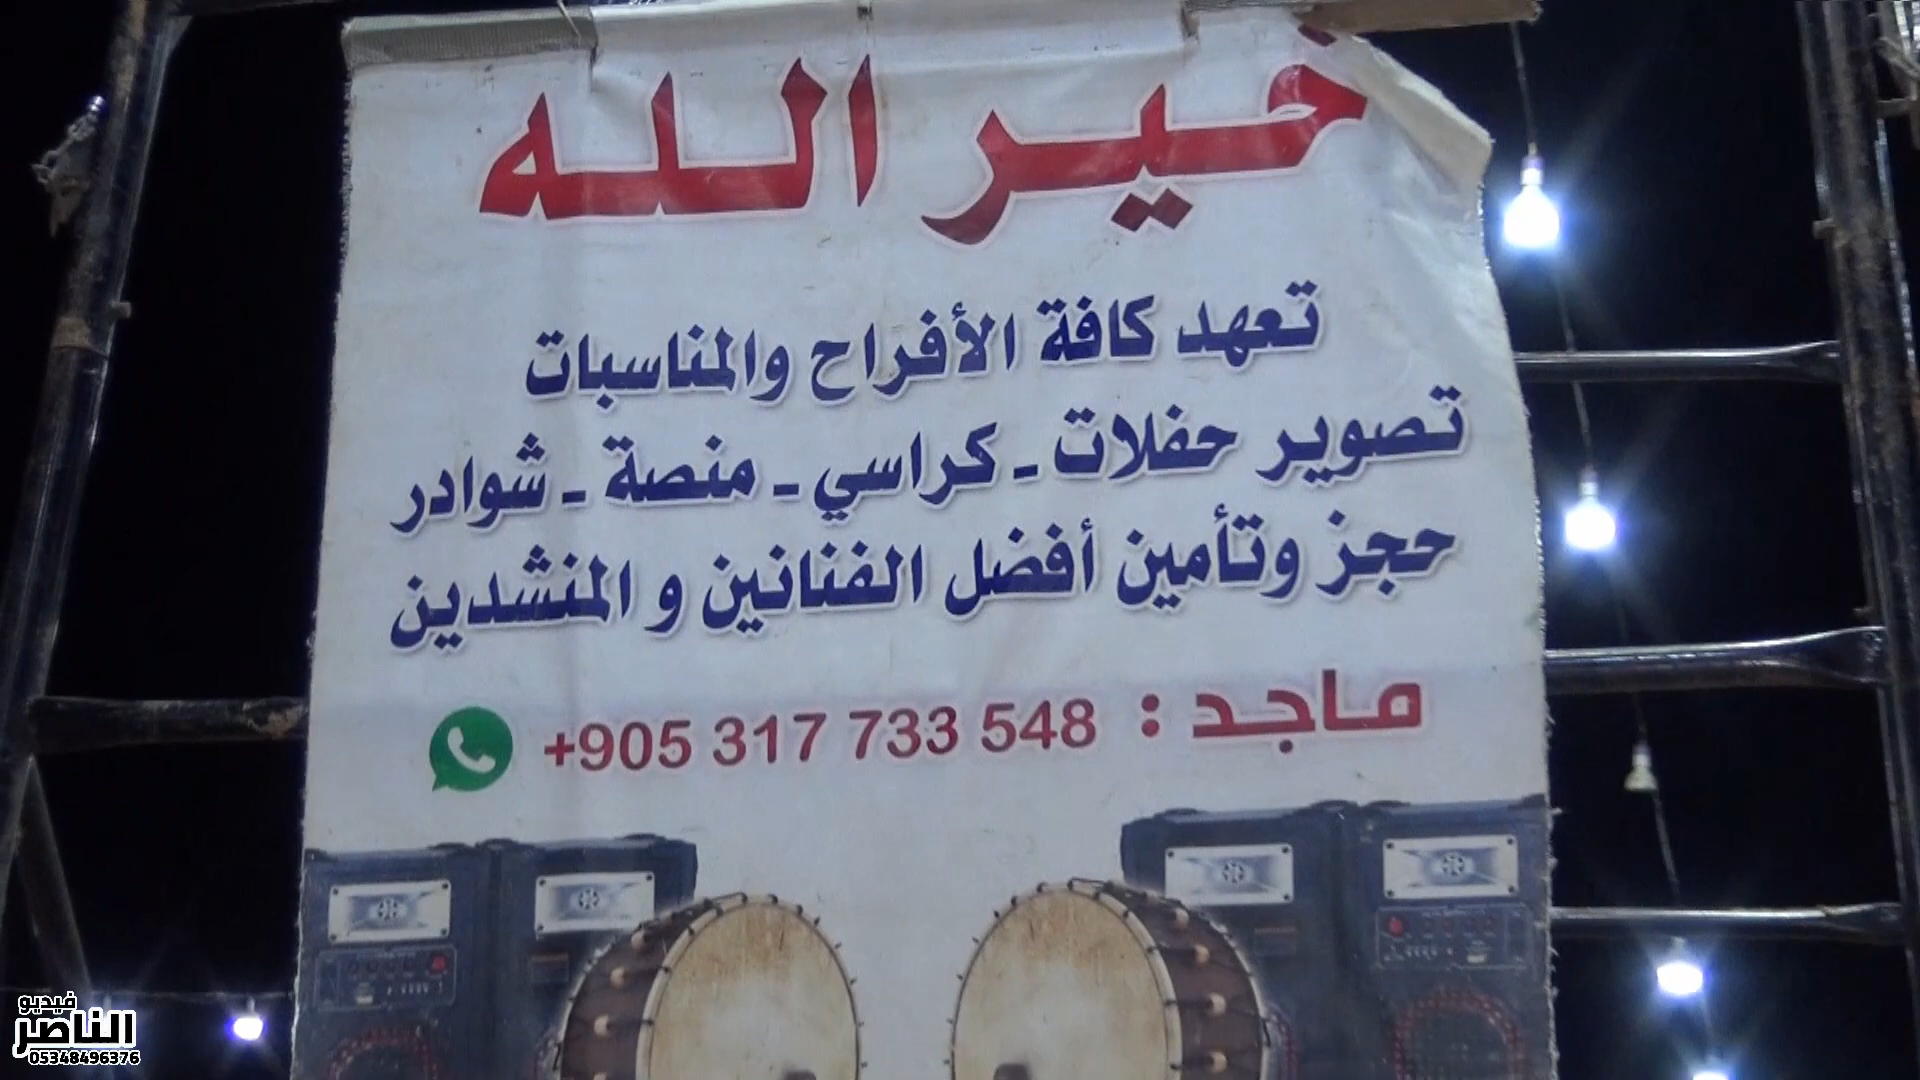 خير الله
تعهد كافة الأفراح والمناسبات
تصوير حفلات - كراسي - منصة - شوادر
حجز وتأمين أفضل الفنانين و المنشدين
ماجد : +905 317 733 548
فيديو
الناصر
05348496376